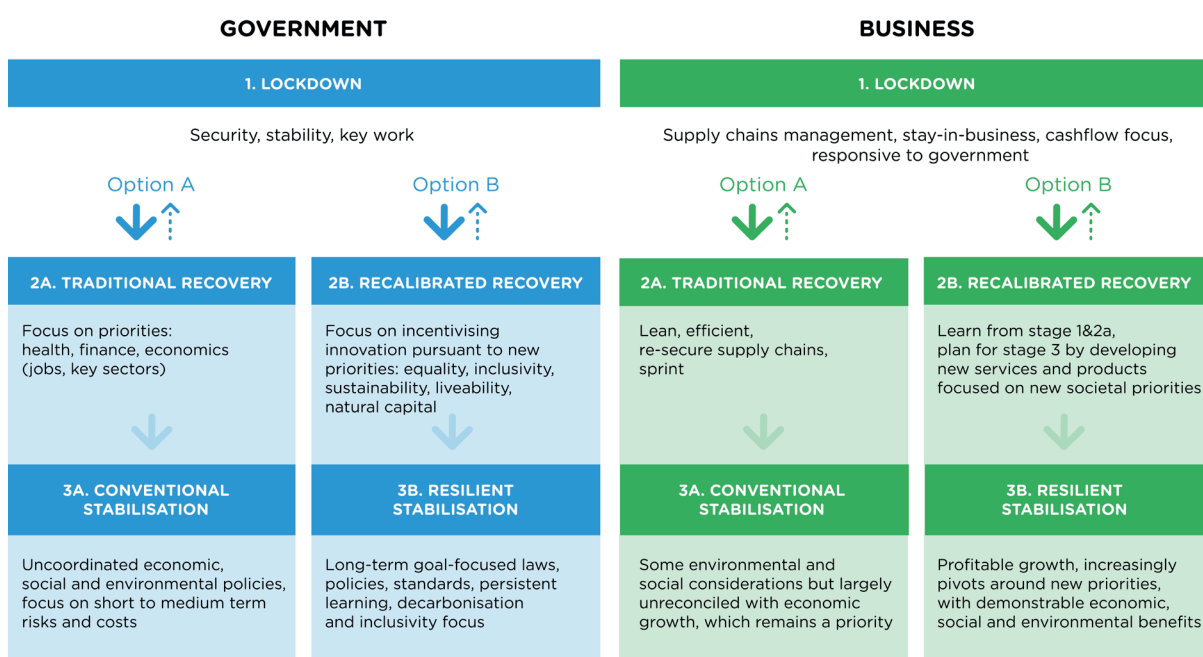 GOVERNMENT
1. LOCKDOWN
Security, stability, key work
Option A
Option B
2A. TRADITIONAL RECOVERY
Focus on priorities:
health, finance, economics
(jobs, key sectors)
2B. RECALIBRATED RECOVERY
Focus on incentivising
innovation pursuant to new
priorities: equality, inclusivity,
sustainability, liveability,
natural capital
3A. CONVENTIONAL
STABILISATION
Uncoordinated economic,
social and environmental policies,
focus on short to medium term
risks and costs
3B. RESILIENT
STABILISATION
Long-term goal-focused laws,
policies, standards, persistent
learning, decarbonisation
and inclusivity focus
BUSINESS
1. LOCKDOWN
Supply chains management, stay-in-business, cashflow focus,
responsive to government
Option A
Option B
2A. TRADITIONAL RECOVERY
Lean, efficient,
re-secure supply chains,
sprint
2B. RECALIBRATED RECOVERY
Learn from stage 1&2a,
plan for stage 3 by developing
new services and products
focused on new societal priorities
3A. CONVENTIONAL
STABILISATION
Some environmental and
social considerations but largely
unreconciled with economic
growth, which remains a priority
3B. RESILIENT
STABILISATION
Profitable growth, increasingly
pivots around new priorities,
with demonstrable economic,
social and environmental benefits